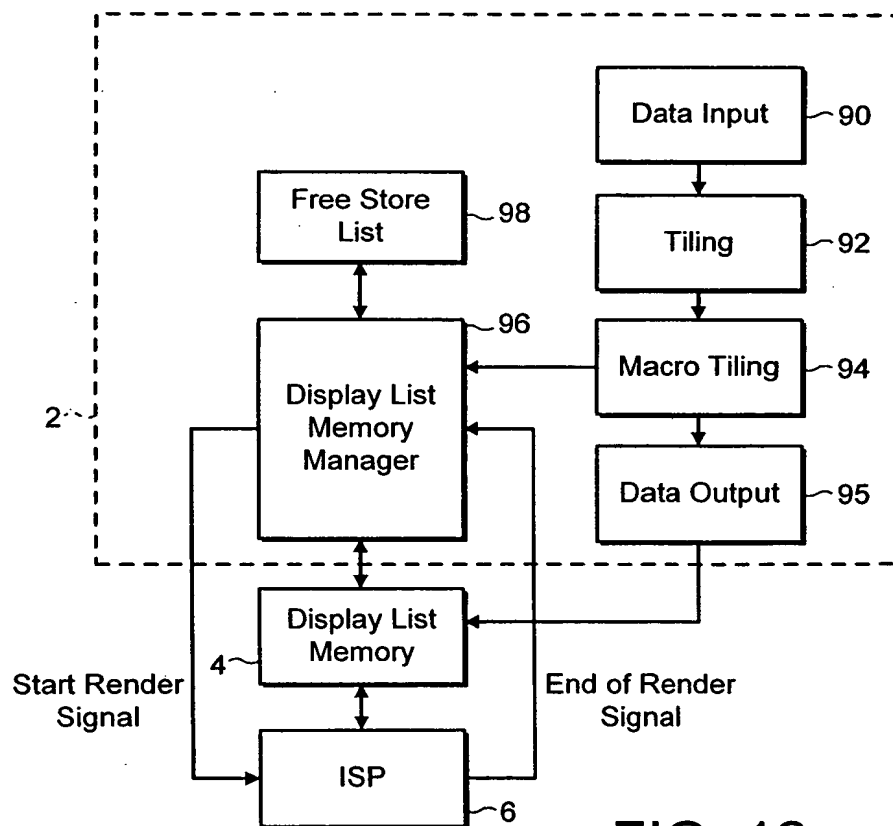 Data Input
90
Free Store
List
98
Tiling
92
96
Display List
Memory
Manager
Macro Tiling
94
2
Data Output
95
Display List
Memory
4
Start Render
Signal
End of Render
Signal
ISP
6